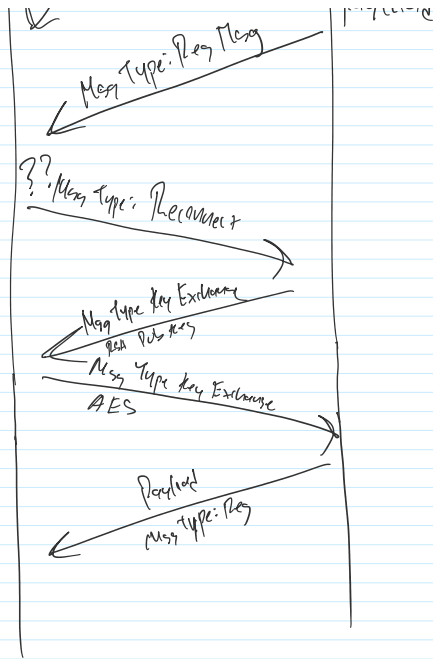 Msg Type: Reg Msg
?? Msg Type: Reconnect
Msg Type Key Exchange
RSA Pub Key
Msg Type Key Exchange
AES
Payload
Msg Type: Reg